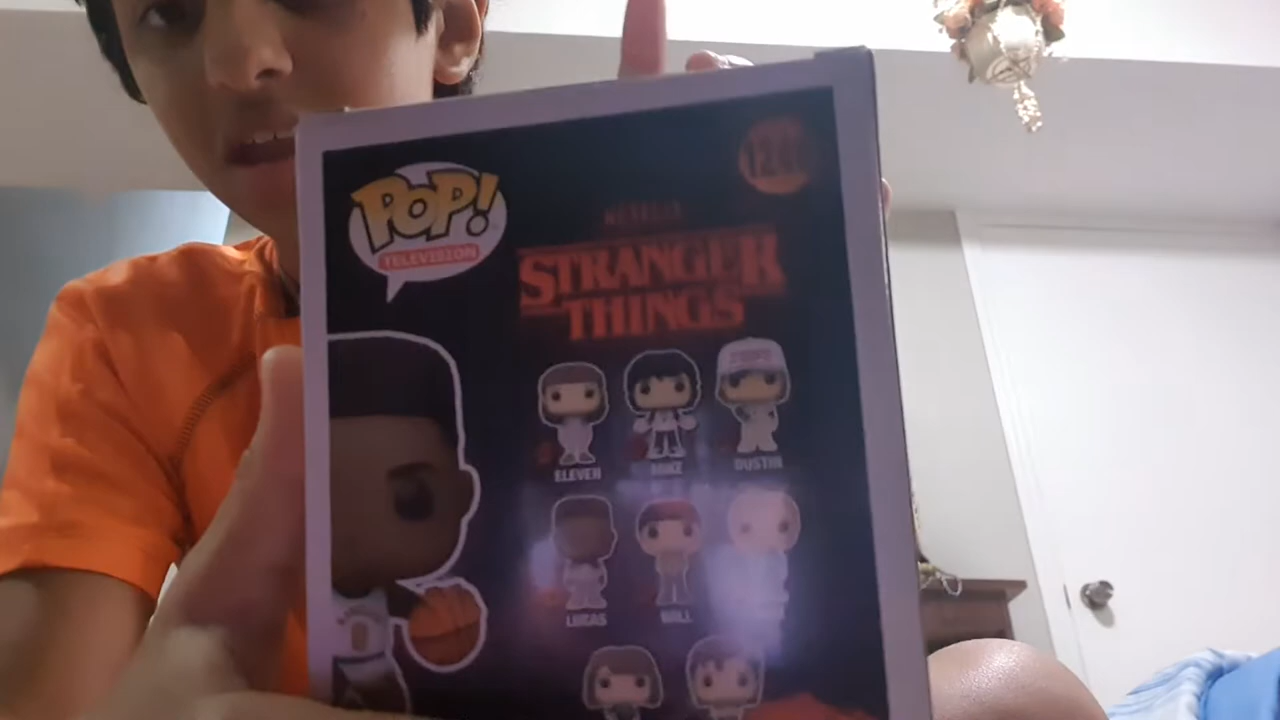 POP!
TELEVISION
NETFLIX
STRANGER
THINGS
ELEVEN
MIKE
DUSTIN
LUCAS
WILL